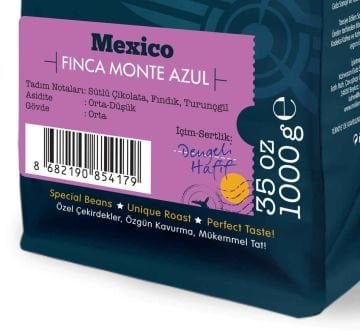 Mexico
FINCA MONTE AZUL
Tadım Notaları: Sütlü Çikolata, Fındık, Turunçgil
Asidite : Orta-Düşük
Gövde : Orta
İçim-Sertlik:
Dengeli
Hafif
8 682190 854179
35 oz
1000g e
Special Beans ★ Unique Roast ★ Perfect Taste!
Özel Çekirdekler, Özgün Kavurma, Mükemmel Tat!